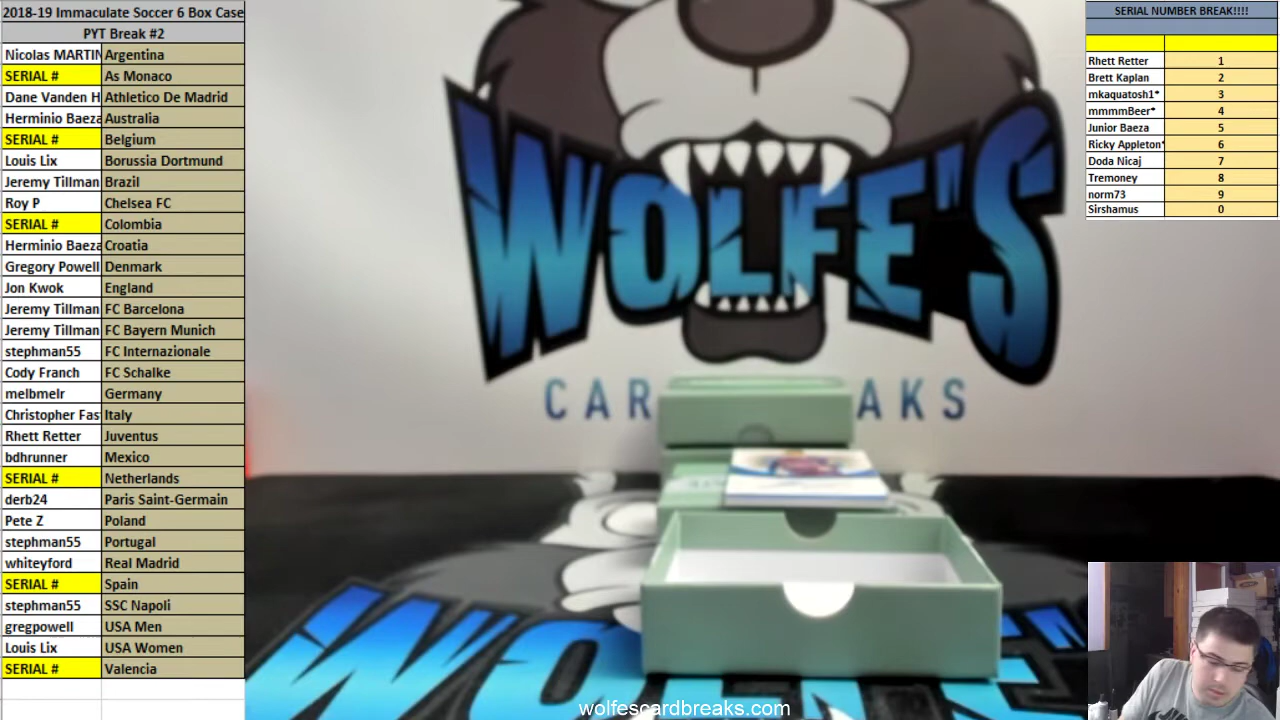 2018-19 Immaculate Soccer 6 Box Case
PYT Break #2
Nicolas MARTIN Argentina
SERIAL # As Monaco
Dane Vanden H Athletico De Madrid
Herminio Baeza Australia
SERIAL # Belgium
Louis Lix Borussia Dortmund
Jeremy Tillman Brazil
Roy P Chelsea FC
SERIAL # Colombia
Herminio Baeza Croatia
Gregory Powell Denmark
Jon Kwok England
Jeremy Tillman FC Barcelona
Jeremy Tillman FC Bayern Munich
stephman55 FC Internazionale
Cody Franch FC Schalke
melbmelr Germany
Christopher Fas Italy
Rhett Retter Juventus
bdhrunner Mexico
SERIAL # Netherlands
derb24 Paris Saint-Germain
Pete Z Poland
stephman55 Portugal
whiteyford Real Madrid
SERIAL # Spain
stephman55 SSC Napoli
gregpowell USA Men
Louis Lix USA Women
SERIAL # Valencia
WOLFE'S
CAR AKS
WOLFE'S
wolfescardbreaks.com
SERIAL NUMBER BREAK!!!!
Rhett Retter 1
Brett Kaplan 2
mkaquatosh1* 3
mmmmBeer* 4
Junior Baeza 5
Ricky Appleton* 6
Doda Nicaj 7
Tremoney 8
norm73 9
Sirshamus 0